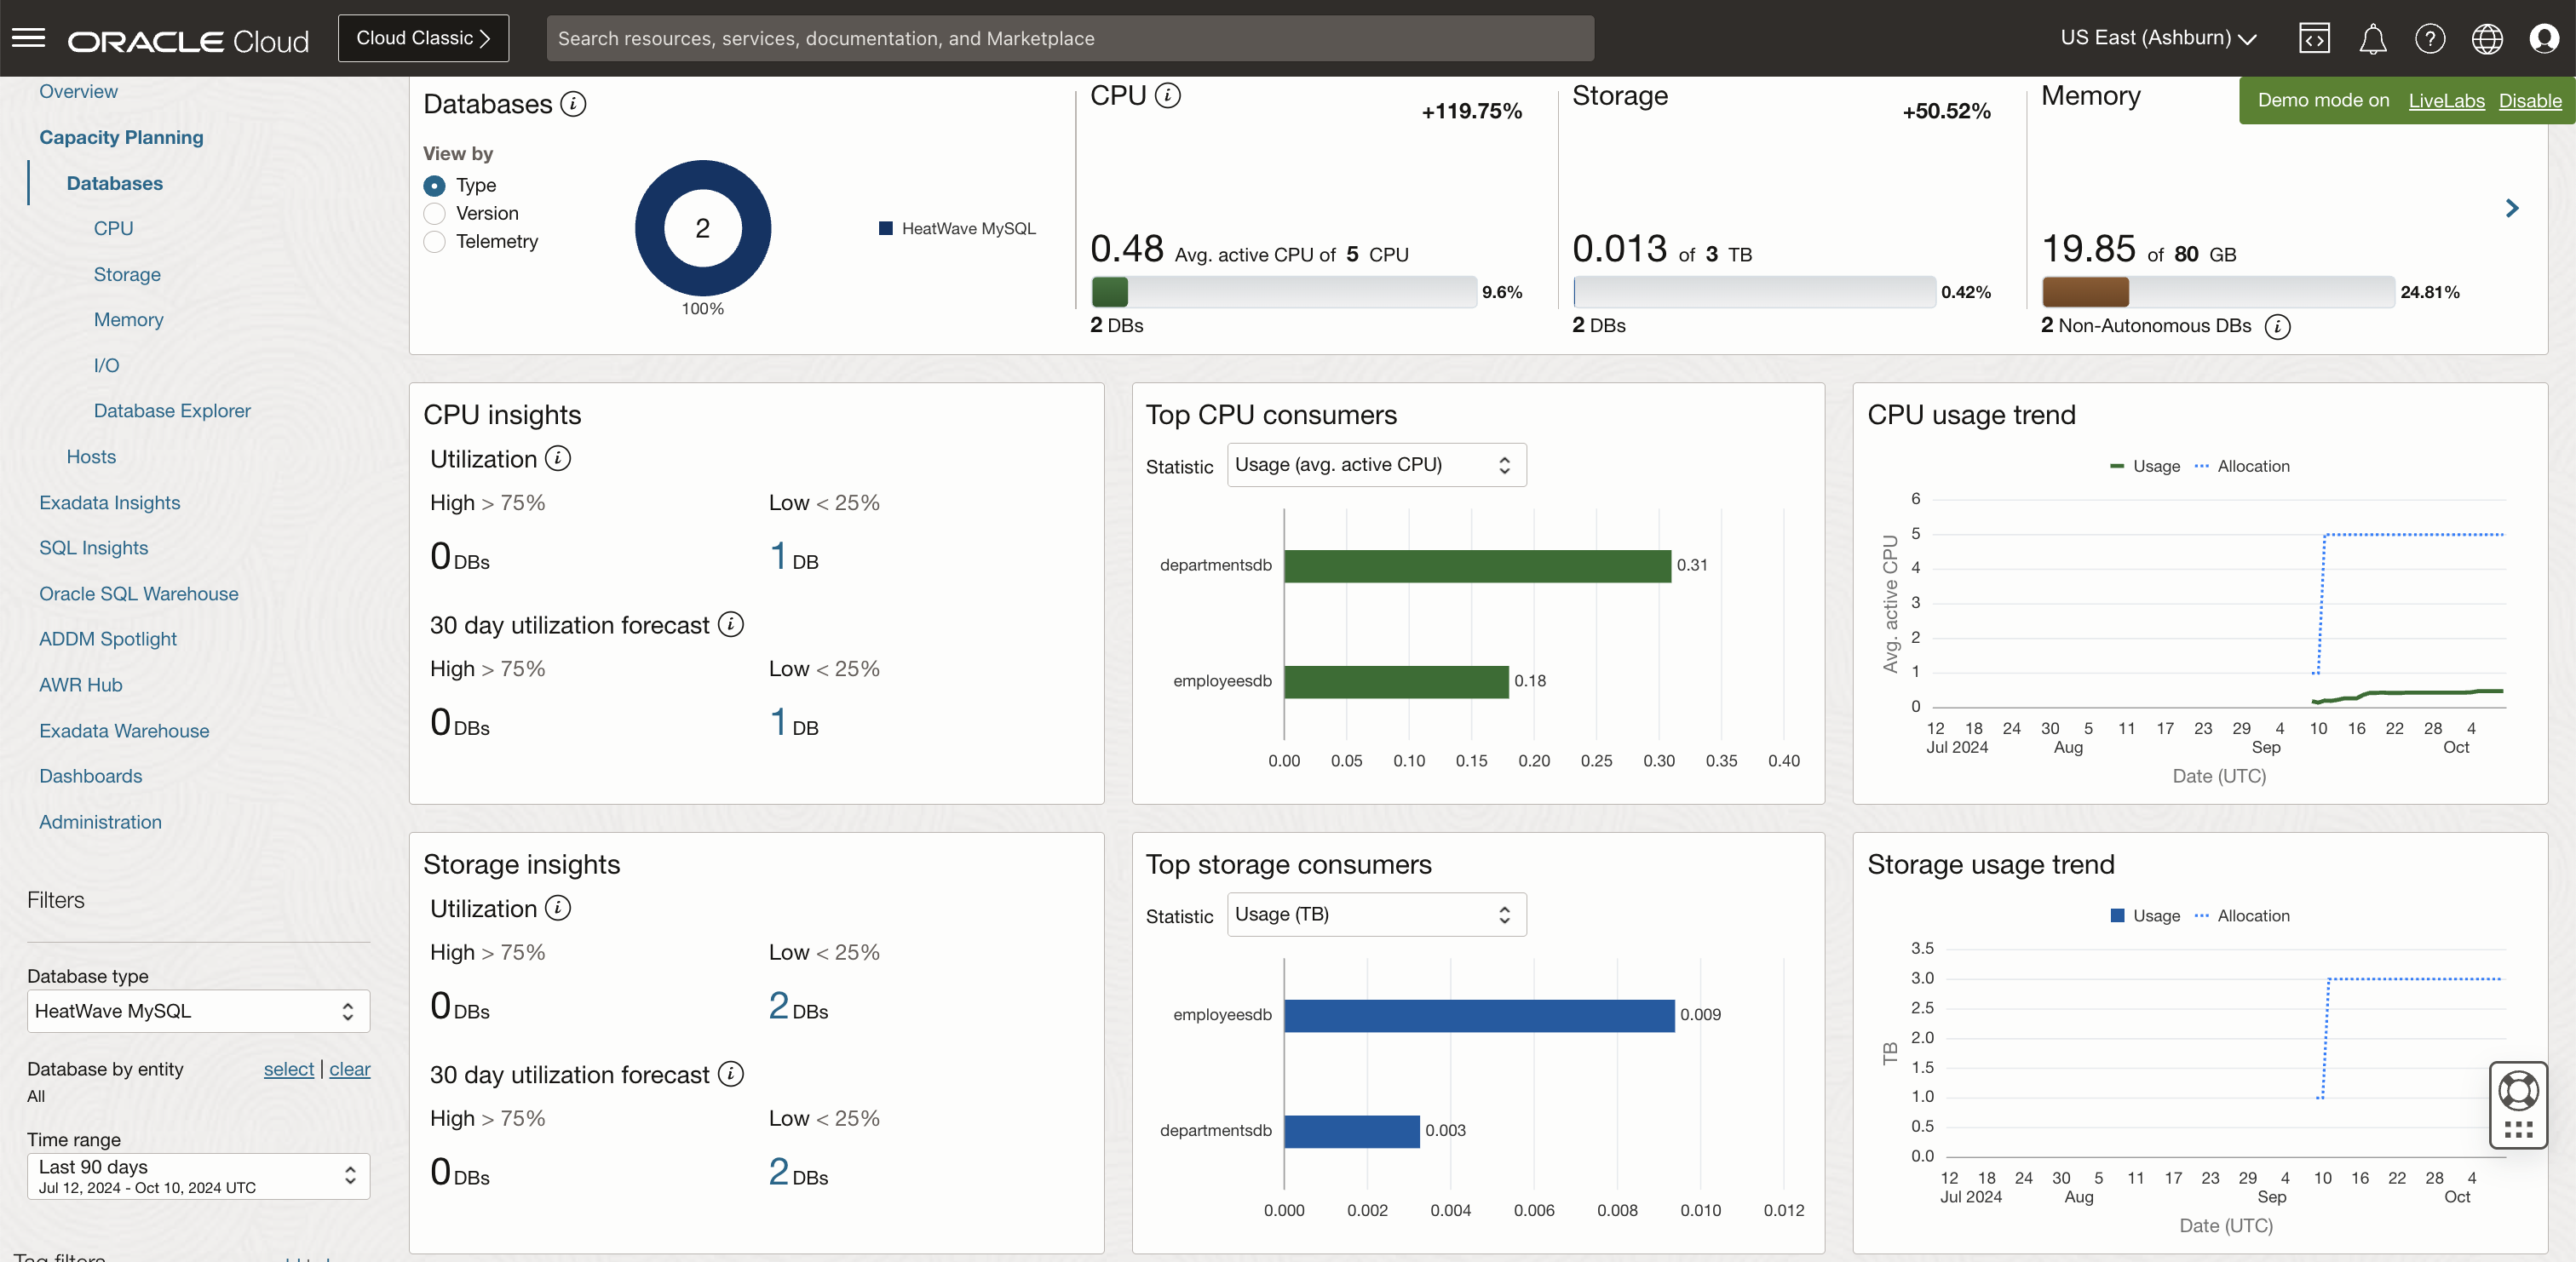 ORACLE Cloud
Cloud Classic
Search resources, services, documentation, and Marketplace
US East (Ashburn)
Demo mode on LiveLabs Disable
Overview
Capacity Planning
Databases
CPU
Storage
Memory
I/O
Database Explorer
Hosts
Exadata Insights
SQL Insights
Oracle SQL Warehouse
ADDM Spotlight
AWR Hub
Exadata Warehouse
Dashboards
Administration
Filters
Database type
HeatWave MySQL
Database by entity select | clear
All
Time range
Last 90 days
Jul 12, 2024 - Oct 10, 2024 UTC
Tag filters
Databases
View by
Type
Version
Telemetry
2
100%
HeatWave MySQL
CPU
+119.75%
0.48 Avg. active CPU of 5 CPU
9.6%
2 DBs
Storage
+50.52%
0.013 of 3 TB
0.42%
2 DBs
Memory
19.85 of 80 GB
24.81%
2 Non-Autonomous DBs
CPU insights
Utilization
High > 75% Low < 25%
0 DBs 1 DB
30 day utilization forecast
High > 75% Low < 25%
0 DBs 1 DB
Top CPU consumers
Statistic Usage (avg. active CPU)
departmentsdb 0.31
employeesdb 0.18
0.00 0.05 0.10 0.15 0.20 0.25 0.30 0.35 0.40
CPU usage trend
Usage Allocation
Avg. active CPU
6
5
4
3
2
1
0
12 18 24 30 5 11 17 23 29 4 10 16 22 28 4
Jul 2024 Aug Sep Oct
Date (UTC)
Storage insights
Utilization
High > 75% Low < 25%
0 DBs 2 DBs
30 day utilization forecast
High > 75% Low < 25%
0 DBs 2 DBs
Top storage consumers
Statistic Usage (TB)
employeesdb 0.009
departmentsdb 0.003
0.000 0.002 0.004 0.006 0.008 0.010 0.012
Storage usage trend
Usage Allocation
TB
3.5
3.0
2.5
2.0
1.5
1.0
0.5
0.0
12 18 24 30 5 11 17 23 29 4 10 16 22 28 4
Jul 2024 Aug Sep Oct
Date (UTC)